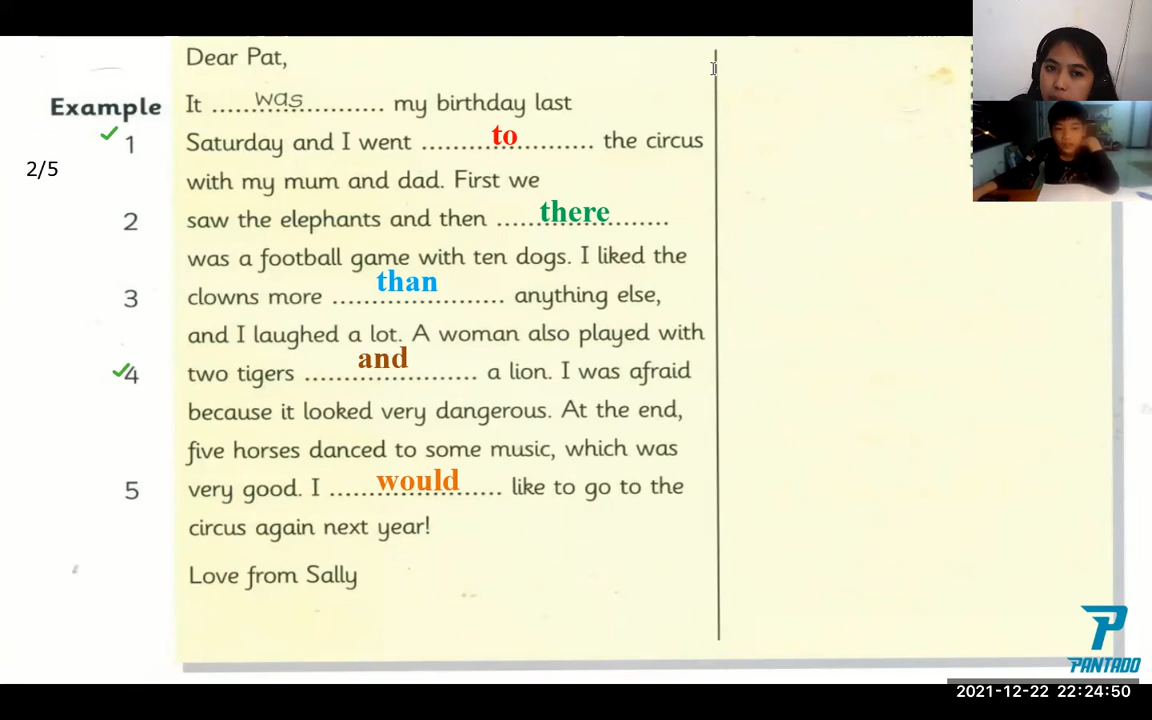 Dear Pat,
Example It ......was...... my birthday last
1 Saturday and I went ......to...... the circus
2/5 with my mum and dad. First we
2 saw the elephants and then ......there......
was a football game with ten dogs. I liked the
3 clowns more ......than...... anything else,
and I laughed a lot. A woman also played with
4 two tigers ......and...... a lion. I was afraid
because it looked very dangerous. At the end,
five horses danced to some music, which was
5 very good. I ......would...... like to go to the
circus again next year!
Love from Sally
PANTADO
2021-12-22 22:24:50